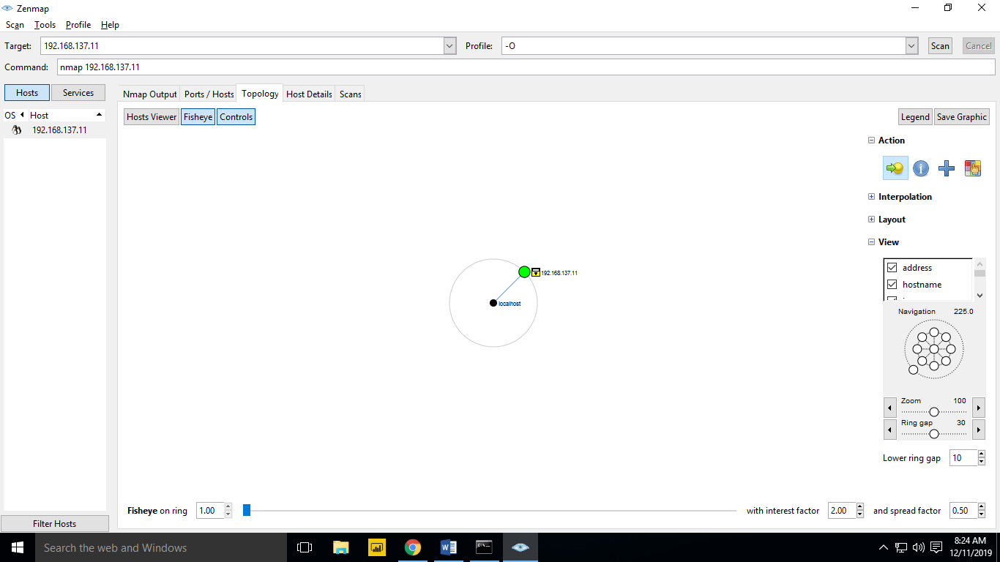 Zenmap
Scan Tools Profile Help
Target: 192.168.137.11 Profile: -O Scan Cancel
Command: nmap 192.168.137.11
Hosts Services
Nmap Output Ports / Hosts Topology Host Details Scans
OS Host
192.168.137.11
Hosts Viewer Fisheye Controls Legend Save Graphic
Action
Interpolation
Layout
View
address
hostname
192.168.137.11
localhost
Navigation 225.0
Zoom 100
Ring gap 30
Lower ring gap 10
Fisheye on ring 1.00 with interest factor 2.00 and spread factor 0.50
Filter Hosts
Search the web and Windows
8:24 AM
12/11/2019